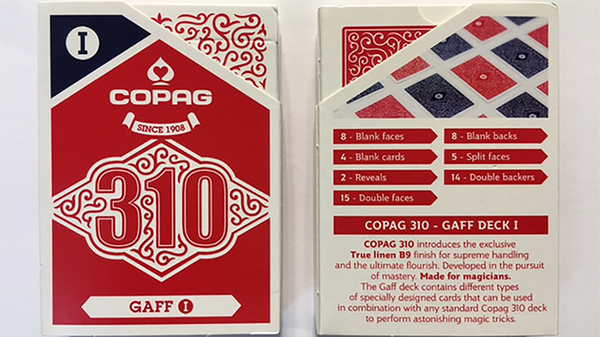 I
COPAG
SINCE 1908
310
GAFF I
8 - Blank faces
8 - Blank backs
4 - Blank cards
5 - Split faces
2 - Reveals
14 - Double backers
15 - Double faces
COPAG 310 - GAFF DECK I
COPAG 310 introduces the exclusive
True linen B9 finish for supreme handling
and the ultimate flourish. Developed in the pursuit
of mastery. Made for magicians.
The Gaff deck contains different types
of specially designed cards that can be used
in combination with any standard Copag 310 deck
to perform astonishing magic tricks.